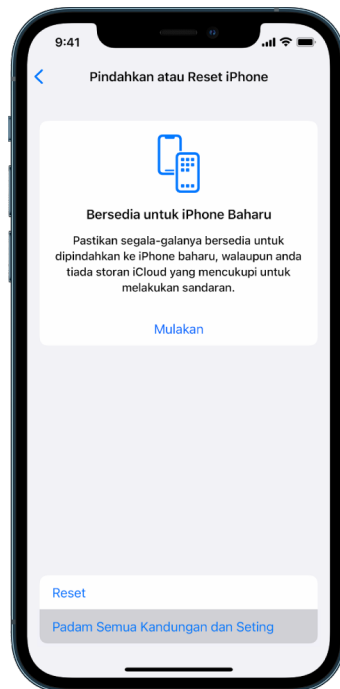 9:41
Pindahkan atau Reset iPhone
Bersedia untuk iPhone Baharu
Pastikan segala-galanya bersedia untuk
dipindahkan ke iPhone baharu, walaupun anda
tiada storan iCloud yang mencukupi untuk
melakukan sandaran.
Mulakan
Reset
Padam Semua Kandungan dan Seting